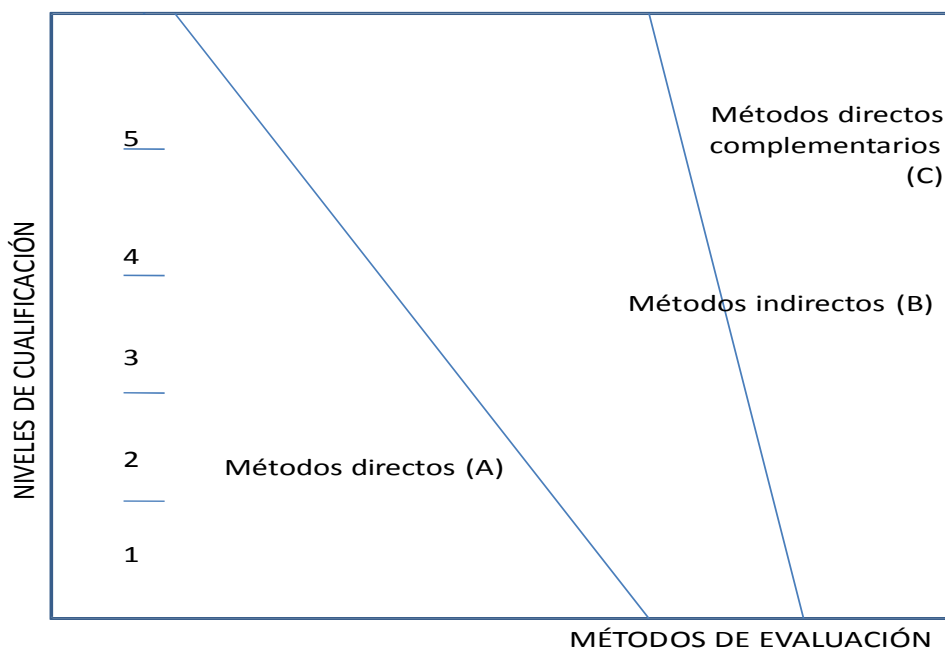 Métodos directos
complementarios
(C)
5
4
Métodos indirectos (B)
3
2
Métodos directos (A)
1
NIVELES DE CUALIFICACIÓN
MÉTODOS DE EVALUACIÓN